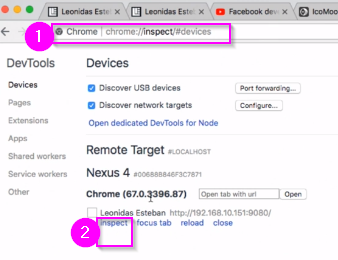 Leonidas Esteb
Leonidas Esteb
Facebook dev
IcoMoo
1
Chrome | chrome://inspect/#devices
DevTools
Devices
Devices
Discover USB devices
Port forwarding...
Pages
Discover network targets
Configure...
Extensions
Open dedicated DevTools for Node
Apps
Shared workers
Remote Target #LOCALHOST
Service workers
Nexus 4 #006888846F3C7871
Other
Chrome (67.0.3396.87)
Open tab with url
Open
Leonidas Esteban http://192.168.10.151:9080/
2
inspect focus tab reload close